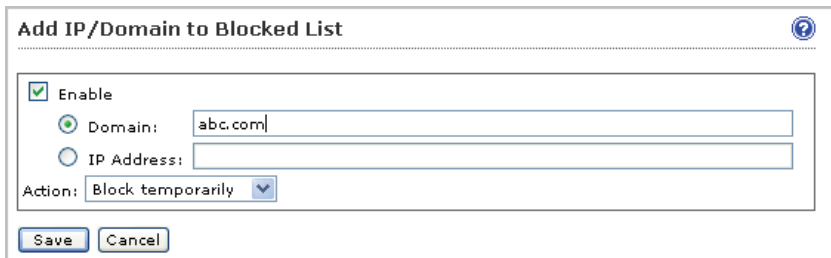 Add IP/Domain to Blocked List
Enable
Domain: abc.com
IP Address:
Action: Block temporarily
Save Cancel